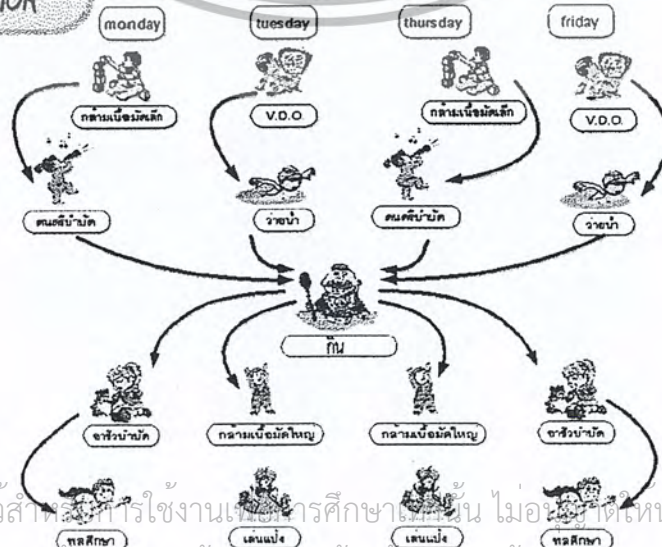 monday tuesday thursday friday
กล้ามเนื้อมัดเล็ก V.D.O. กล้ามเนื้อมัดเล็ก V.D.O.
ดนตรีบำบัด ว่ายน้ำ ดนตรีบำบัด ว่ายน้ำ
กิน
อาชีวบำบัด กล้ามเนื้อมัดใหญ่ กล้ามเนื้อมัดใหญ่ อาชีวบำบัด
พลศึกษา เล่นแป้ง เล่นแป้ง พลศึกษา